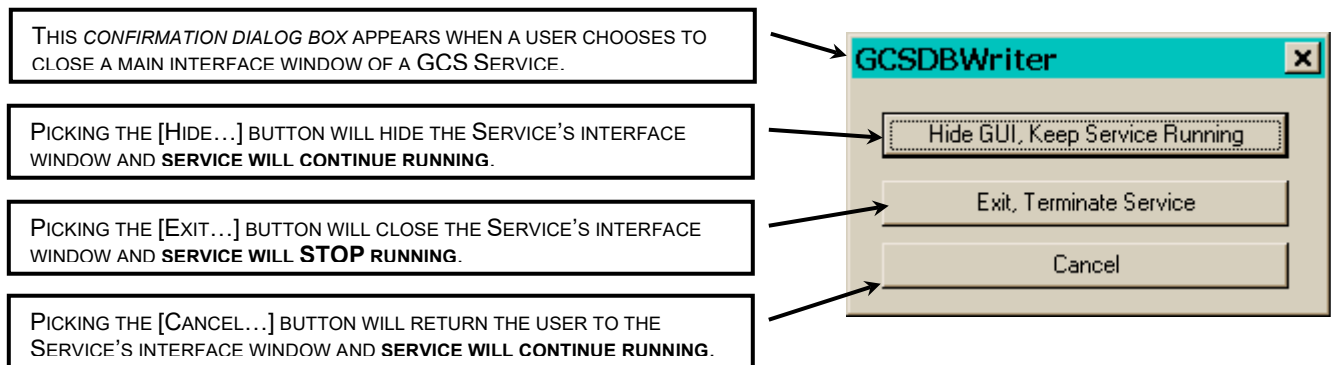 THIS CONFIRMATION DIALOG BOX APPEARS WHEN A USER CHOOSES TO
CLOSE A MAIN INTERFACE WINDOW OF A GCS SERVICE.
PICKING THE [HIDE…] BUTTON WILL HIDE THE SERVICE'S INTERFACE
WINDOW AND SERVICE WILL CONTINUE RUNNING.
PICKING THE [EXIT…] BUTTON WILL CLOSE THE SERVICE'S INTERFACE
WINDOW AND SERVICE WILL STOP RUNNING.
PICKING THE [CANCEL…] BUTTON WILL RETURN THE USER TO THE
SERVICE'S INTERFACE WINDOW AND SERVICE WILL CONTINUE RUNNING.
GCSDBWriter
Hide GUI, Keep Service Running
Exit, Terminate Service
Cancel